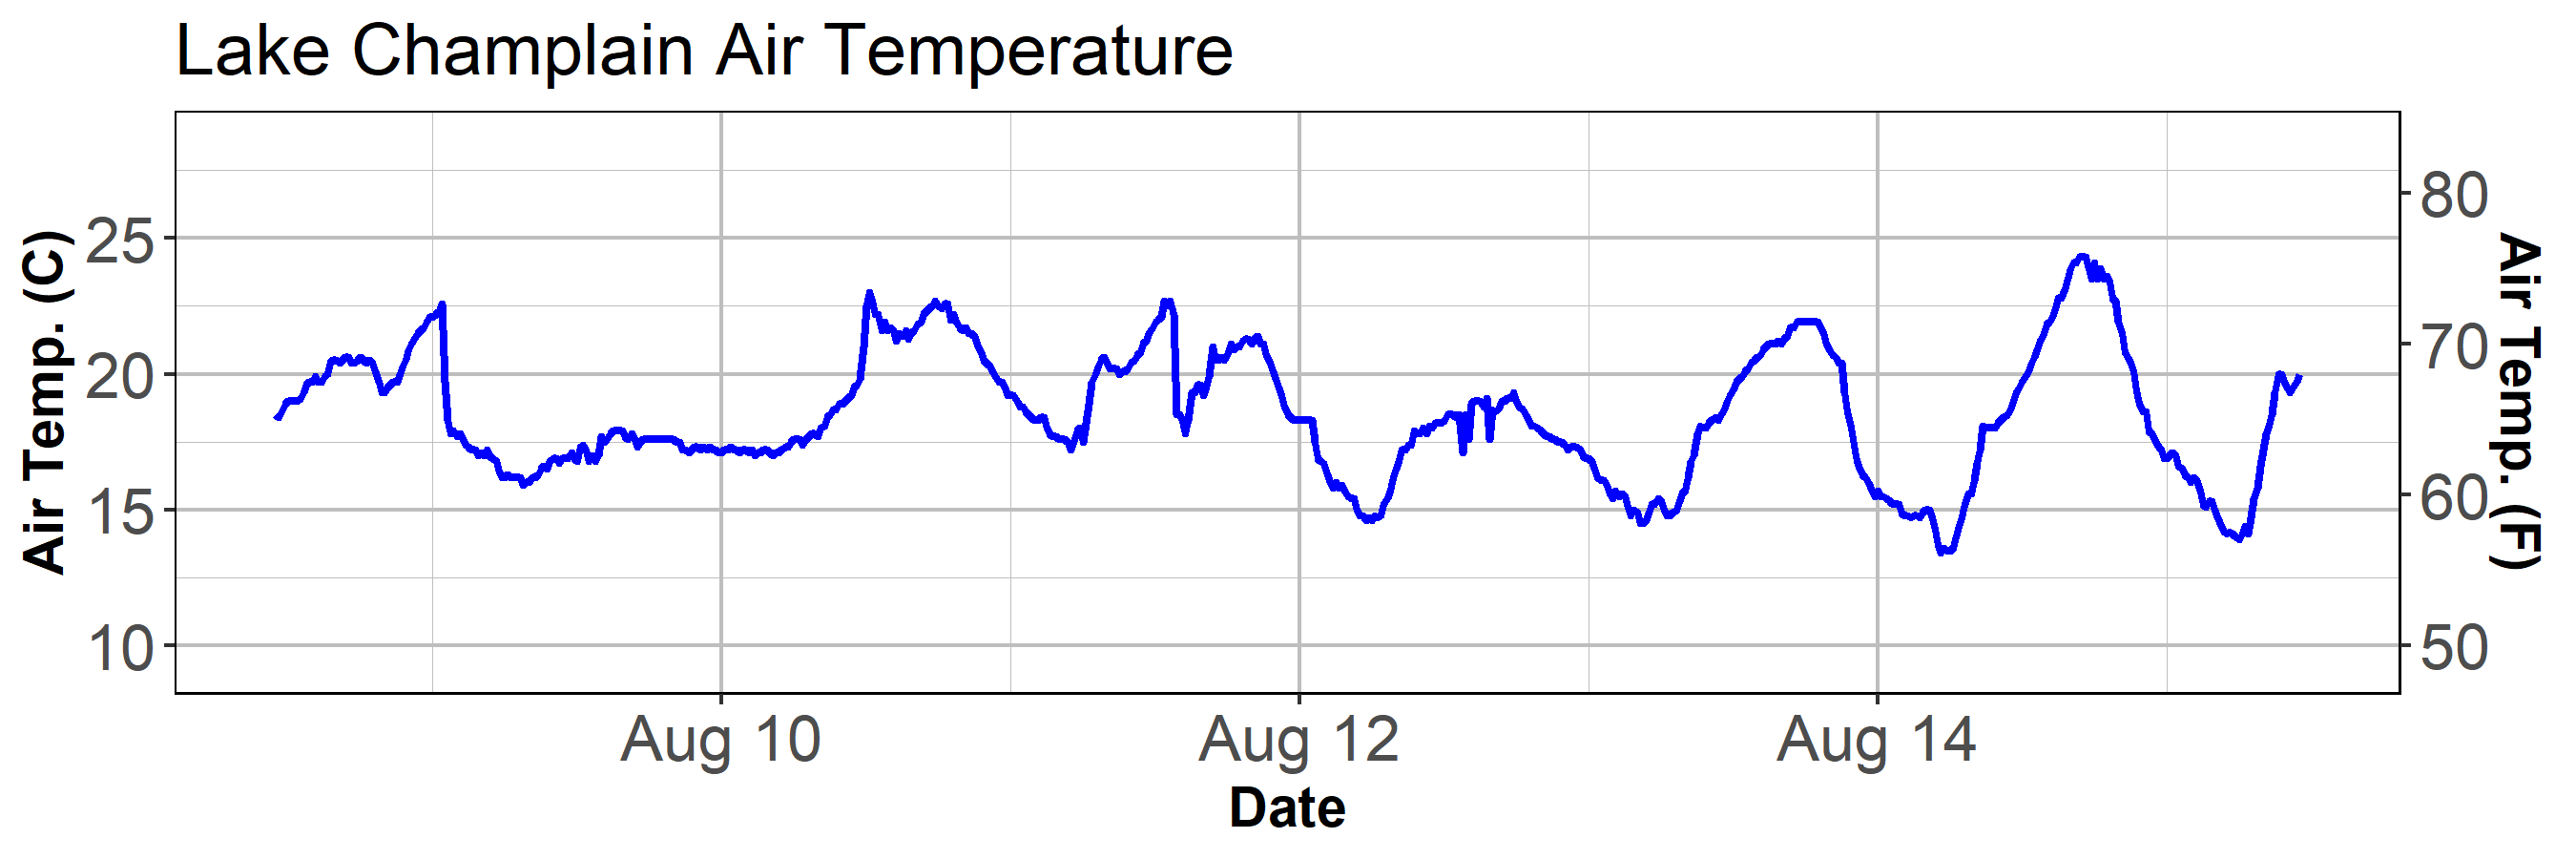 Lake Champlain Air Temperature
Air Temp. (C)
25
20
15
10
80
70
60
50
Air Temp. (F)
Aug 10
Aug 12
Aug 14
Date